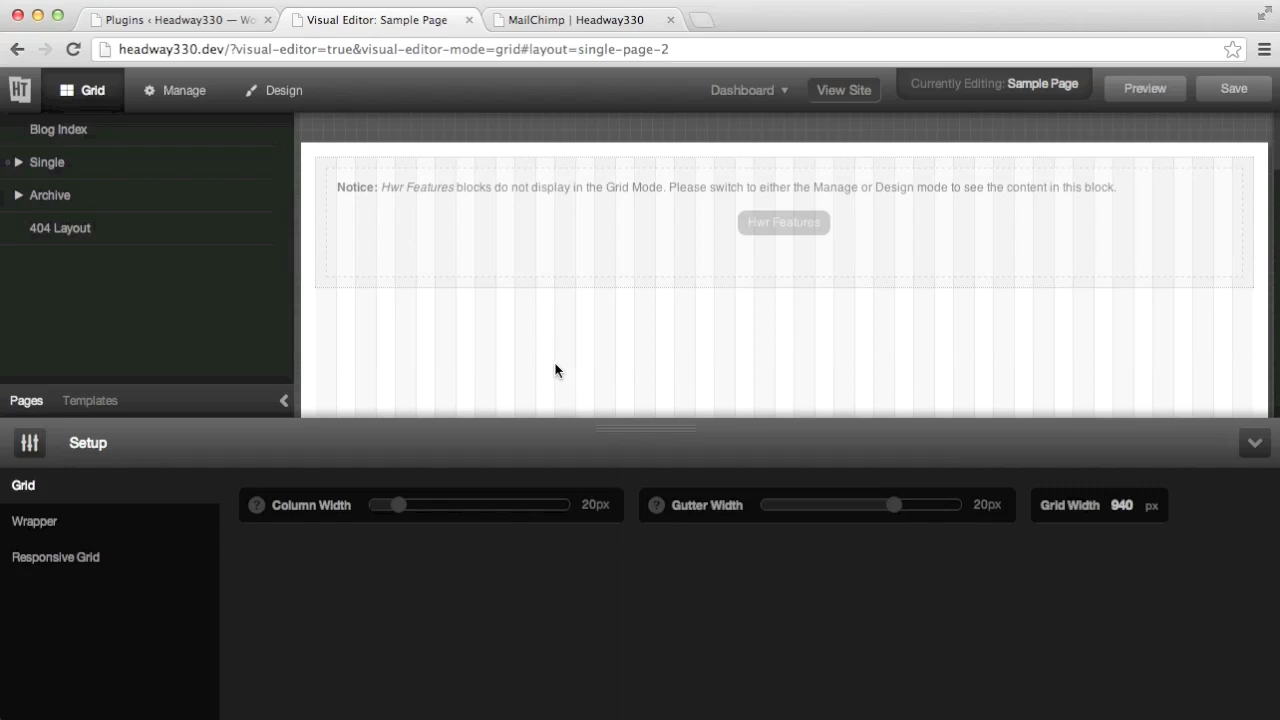 Plugins ‹ Headway330 — Wo
Visual Editor: Sample Page
MailChimp | Headway330
headway330.dev/?visual-editor=true&visual-editor-mode=grid#layout=single-page-2
HT
Grid
Manage
Design
Dashboard
View Site
Currently Editing: Sample Page
Preview
Save
Blog Index
Single
Archive
404 Layout
Notice: Hwr Features blocks do not display in the Grid Mode. Please switch to either the Manage or Design mode to see the content in this block.
Hwr Features
Pages
Templates
Setup
Grid
Wrapper
Responsive Grid
? Column Width 20px
? Gutter Width 20px
Grid Width 940 px